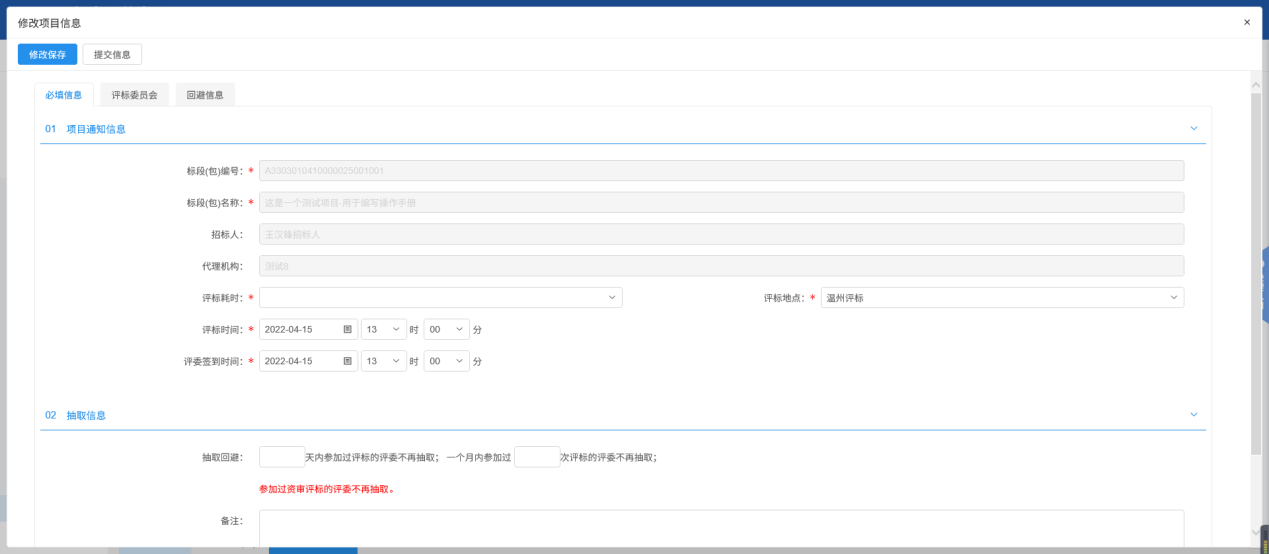 修改项目信息 ×
修改保存 提交信息
必填信息 评标委员会 回避信息
01 项目通知信息
标段(包)编号：* A3303010410000025001001
标段(包)名称：* 这是一个测试项目-用于编写操作手册
招标人： 王汉锋招标人
代理机构： 测试8
评标耗时：* 评标地点：* 温州评标
评标时间：* 2022-04-15 13 时 00 分
评委签到时间：* 2022-04-15 13 时 00 分
02 抽取信息
抽取回避： 天内参加过评标的评委不再抽取； 一个月内参加过 次评标的评委不再抽取；
参加过资审评标的评委不再抽取。
备注：